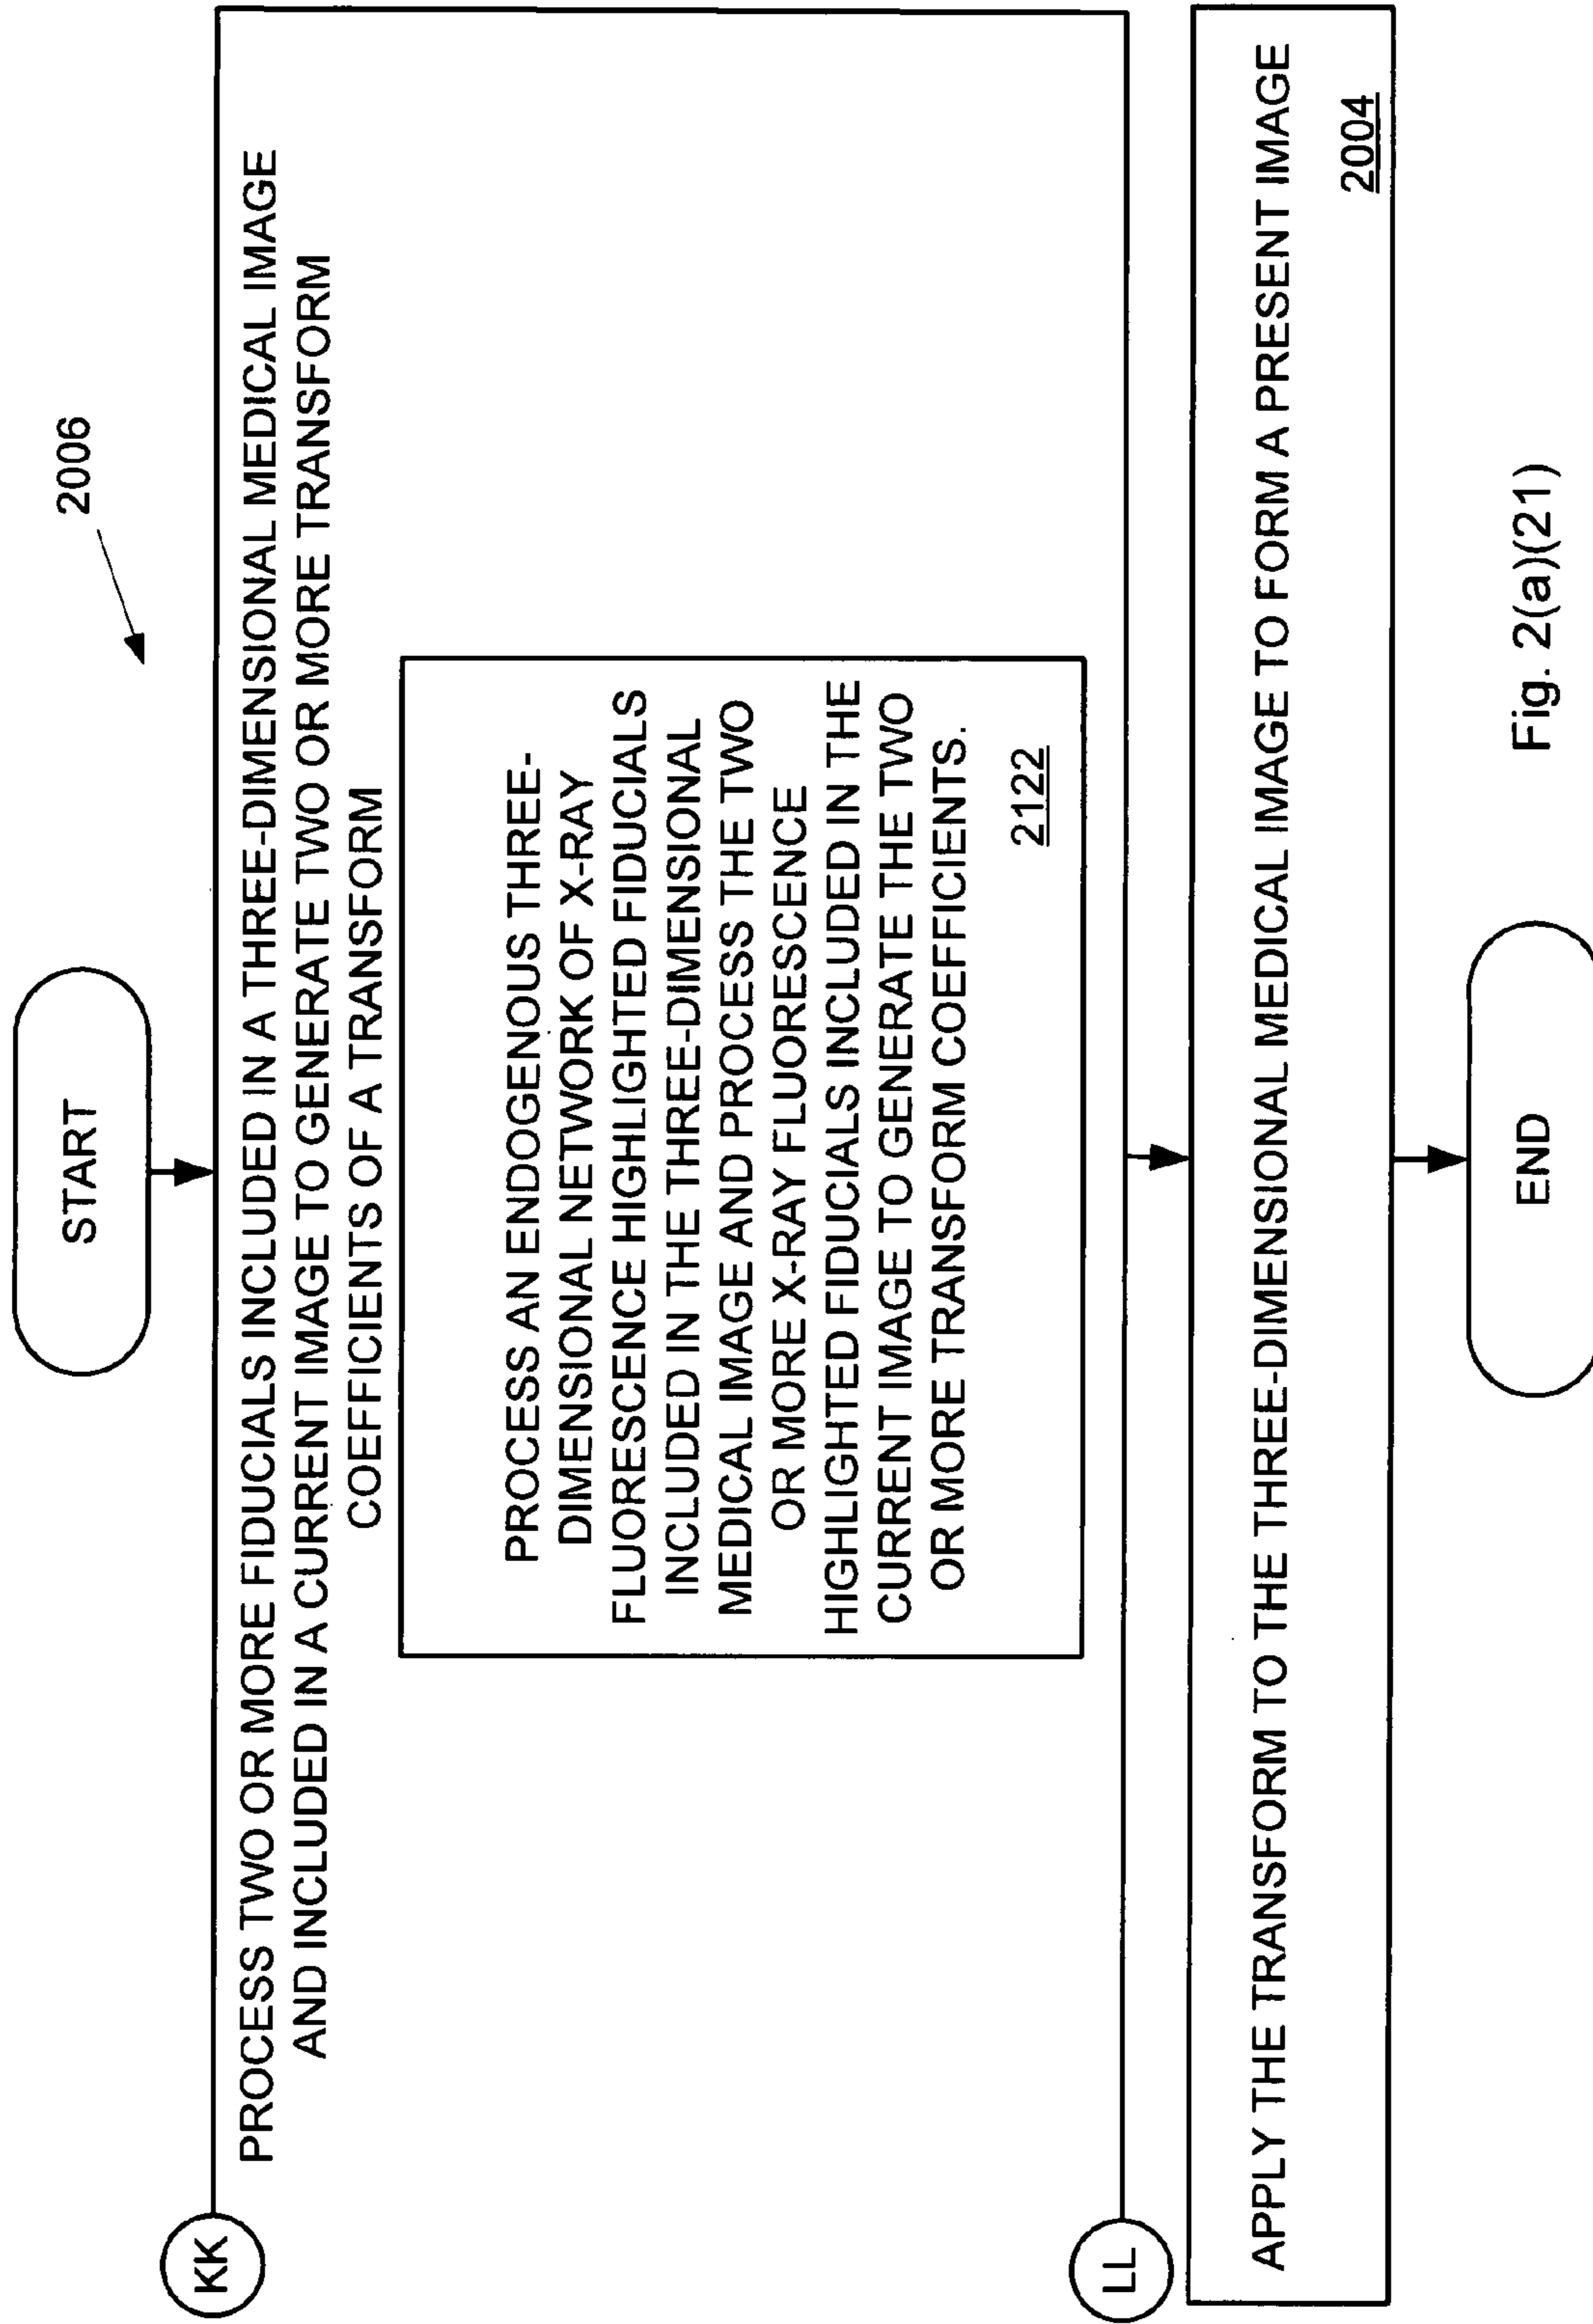 2006
START
PROCESS TWO OR MORE FIDUCIALS INCLUDED IN A THREE-DIMENSIONAL MEDICAL IMAGE
AND INCLUDED IN A CURRENT IMAGE TO GENERATE TWO OR MORE TRANSFORM
COEFFICIENTS OF A TRANSFORM
KK
PROCESS AN ENDOGENOUS THREE-
DIMENSIONAL NETWORK OF X-RAY
FLUORESCENCE HIGHLIGHTED FIDUCIALS
INCLUDED IN THE THREE-DIMENSIONAL
MEDICAL IMAGE AND PROCESS THE TWO
OR MORE X-RAY FLUORESCENCE
HIGHLIGHTED FIDUCIALS INCLUDED IN THE
CURRENT IMAGE TO GENERATE THE TWO
OR MORE TRANSFORM COEFFICIENTS.
2122
LL
APPLY THE TRANSFORM TO THE THREE-DIMENSIONAL MEDICAL IMAGE TO FORM A PRESENT IMAGE
2004
END
Fig. 2(a)(21)